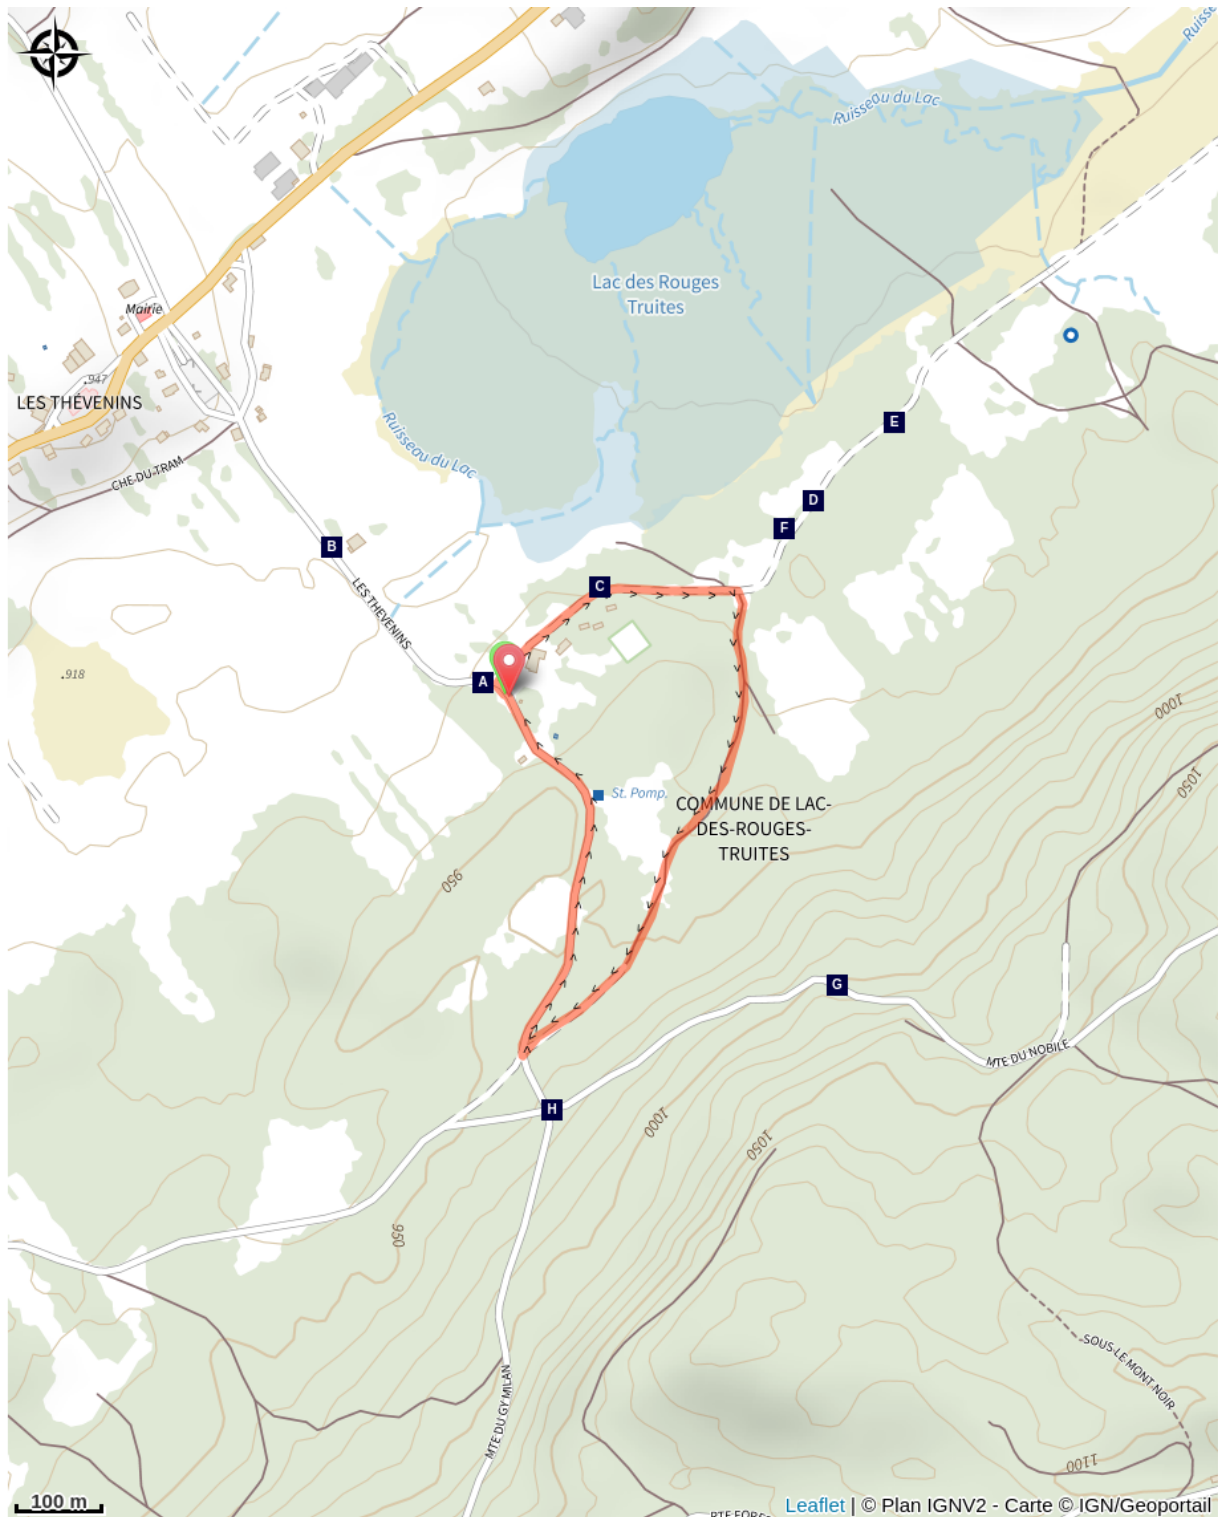 Ruisse
Ruisseau du Lac
Lac des Rouges
Truites
Mairie
.947
LES THÉVENINS
E
Ruisseau du Lac
CHE DU TRAM
D
F
B
C
LES THEVENINS
.918
A
1000
1050
St. Pomp.
COMMUNE DE LAC-
DES-ROUGES-
TRUITES
950
G
MTE DU NOBILE
H
1000
1050
950
SOUS-LE-MONT-NOIR
MTE DU GY MILAN
1100
100 m
Leaflet | © Plan IGNV2 - Carte © IGN/Geoportail